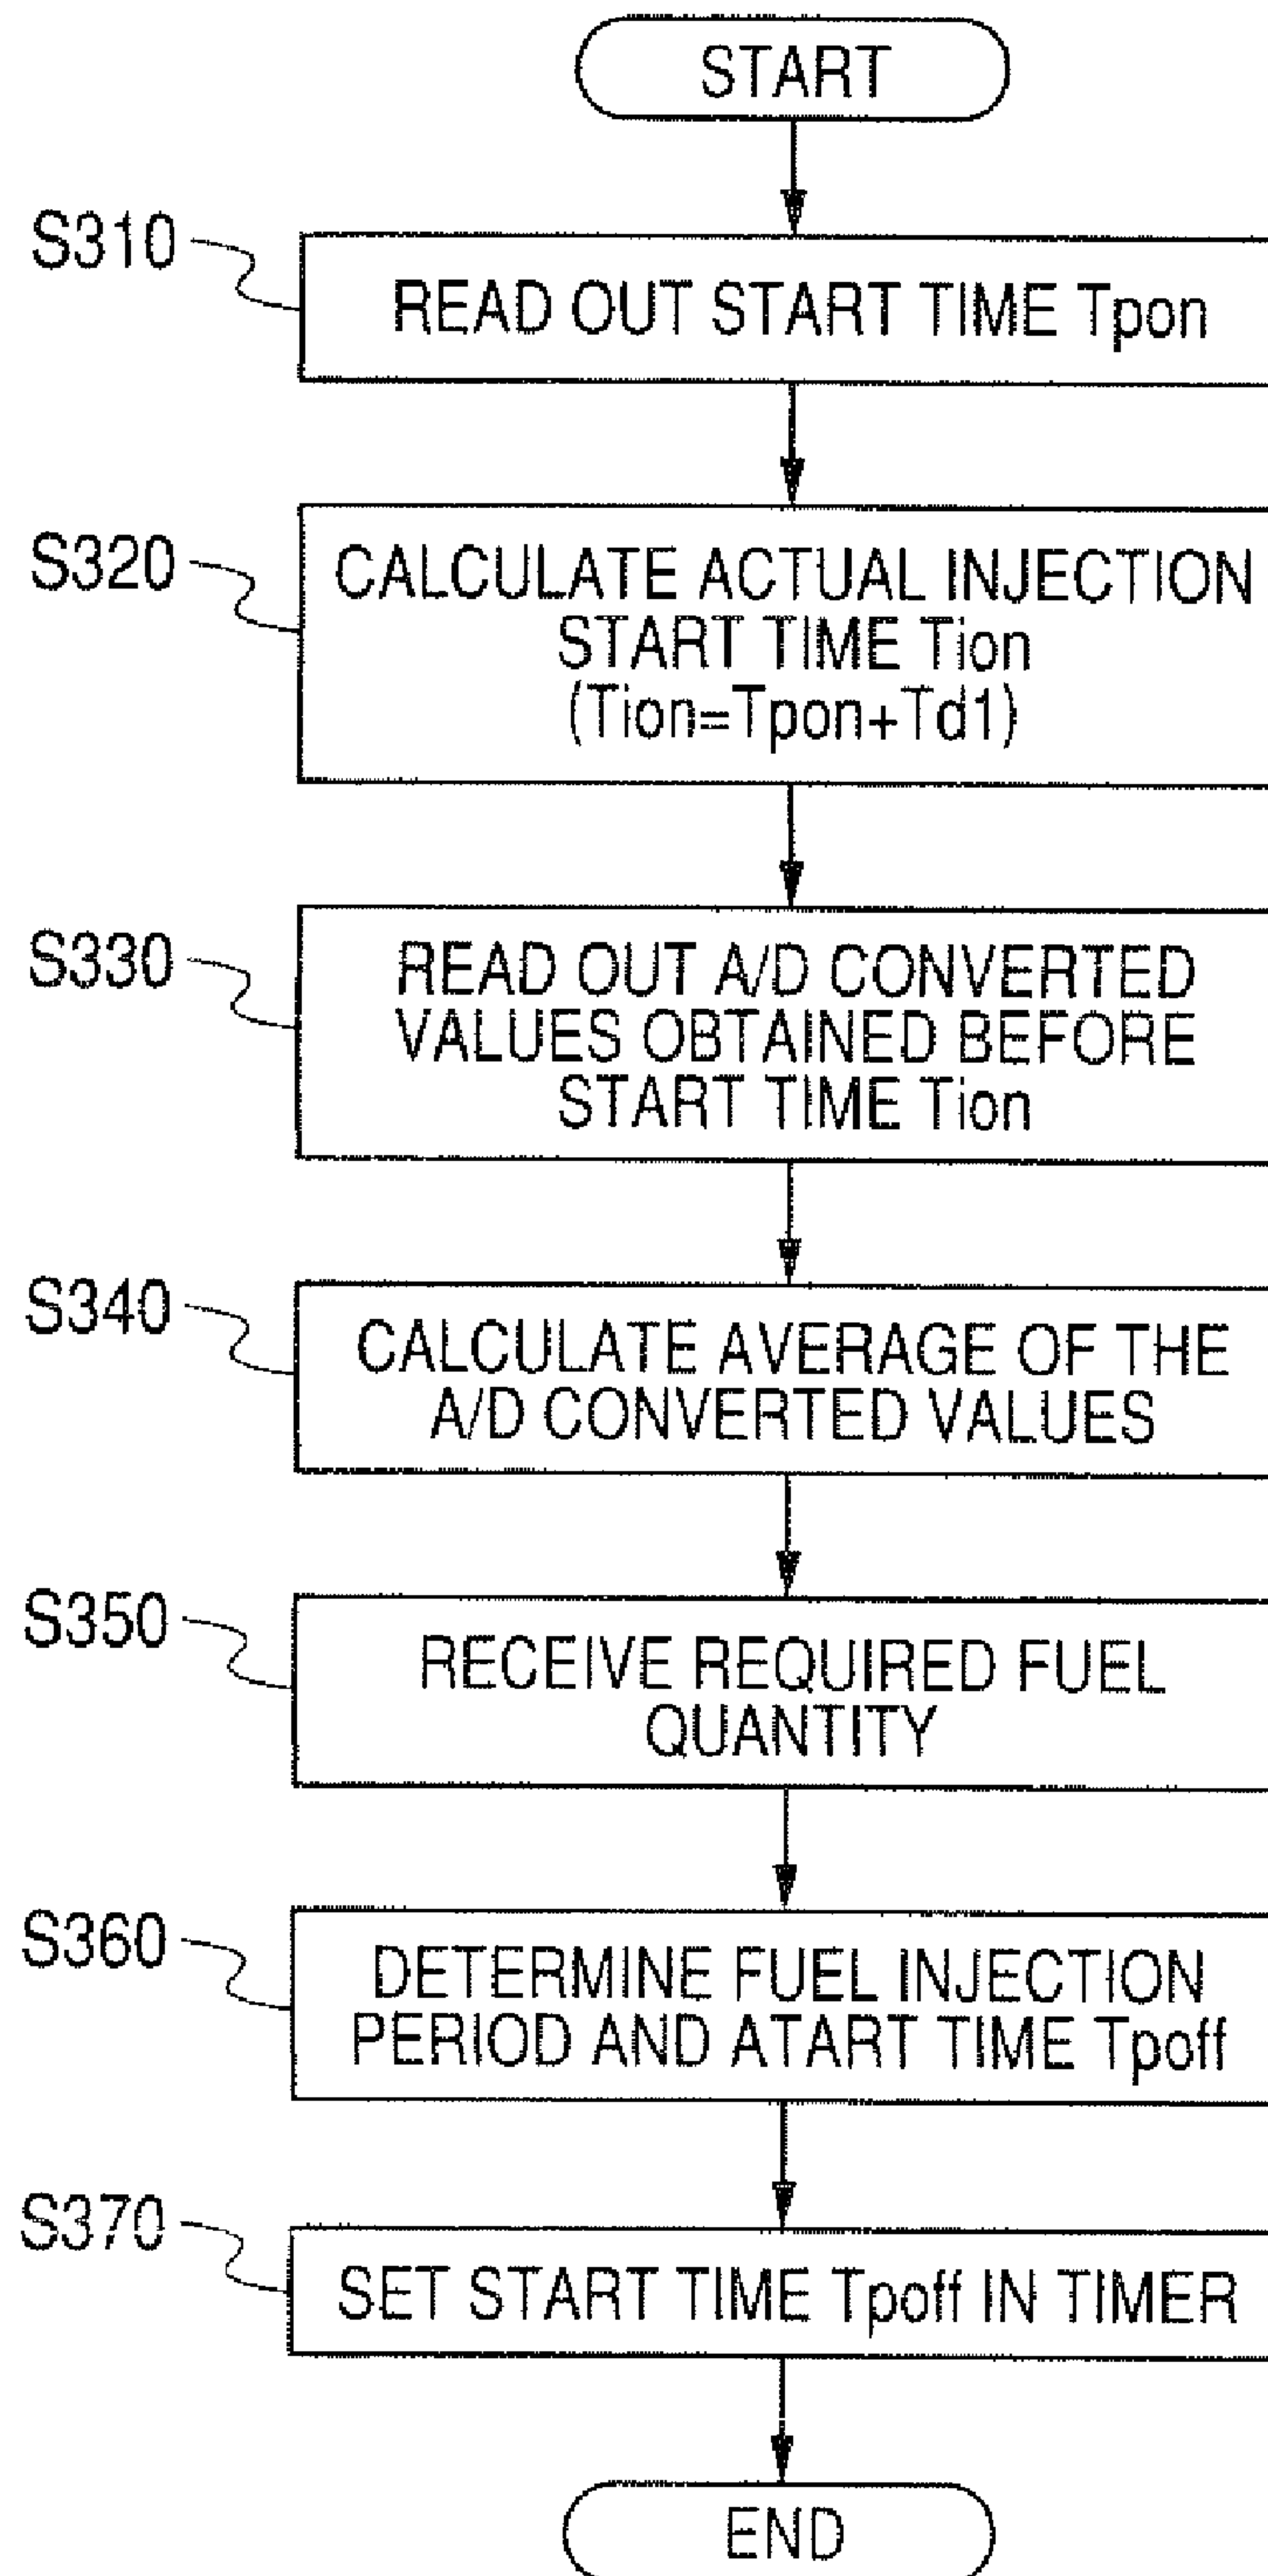 START
S310
READ OUT START TIME Tpon
S320
CALCULATE ACTUAL INJECTION
START TIME Tion
(Tion=Tpon+Td1)
S330
READ OUT A/D CONVERTED
VALUES OBTAINED BEFORE
START TIME Tion
S340
CALCULATE AVERAGE OF THE
A/D CONVERTED VALUES
S350
RECEIVE REQUIRED FUEL
QUANTITY
S360
DETERMINE FUEL INJECTION
PERIOD AND ATART TIME Tpoff
S370
SET START TIME Tpoff IN TIMER
END